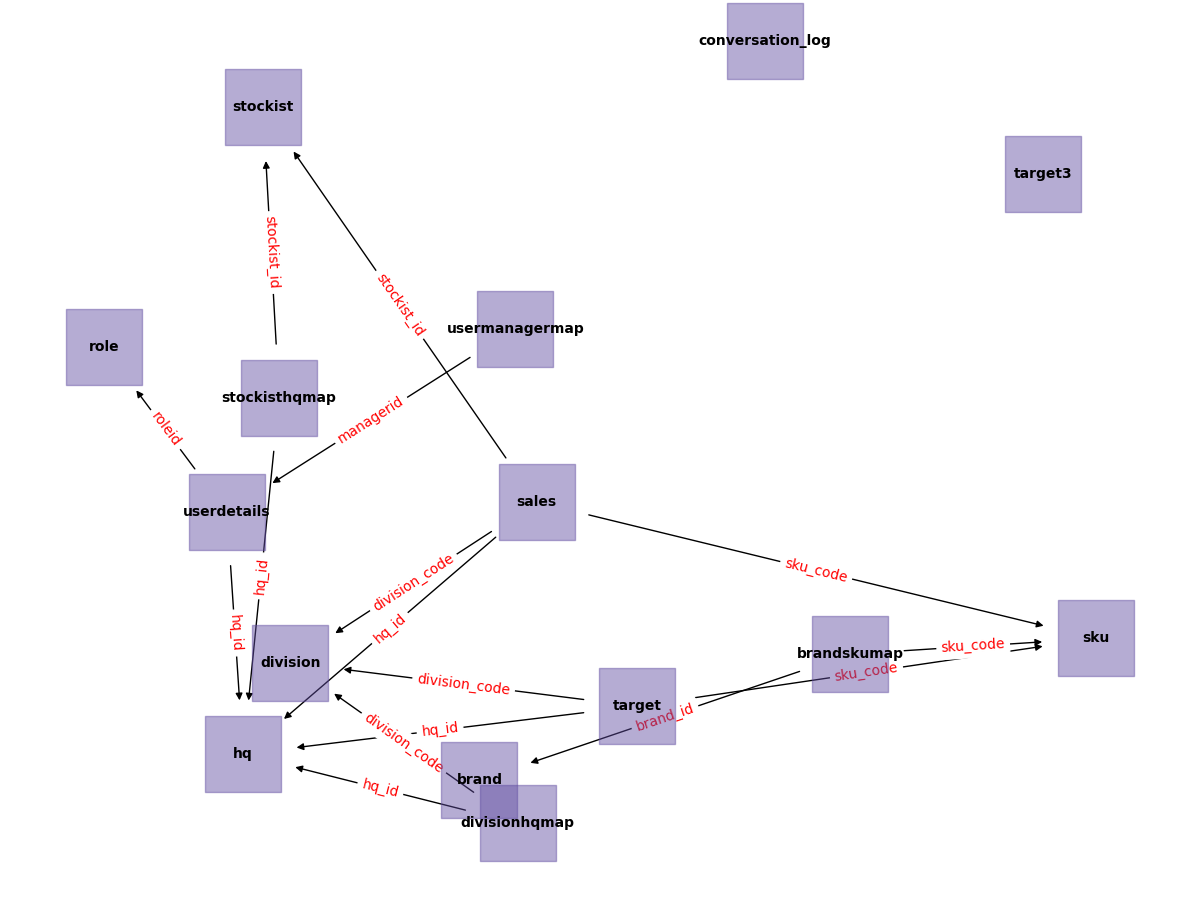 conversation_log
stockist
target3
stockist_id
stockist_id
usermanagermap
role
stockisthqmap
managerid
roleid
sales
userdetails
sku_code
hq_id
division_code
hq_id
hq_id
sku
sku_code
brandskumap
division
sku_code
division_code
target
brand_id
hq_id
division_code
hq
brand
hq_id
divisionhqmap